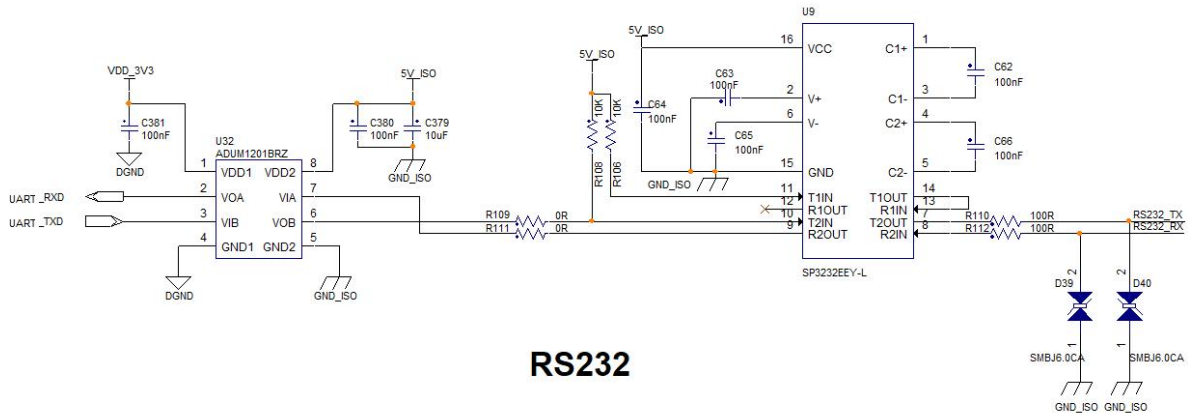 U9
5V_ISO
5V_ISO
VDD_3V3
5V_ISO
16 VCC C1+ 1
C62
100nF
C63
100nF
2 V+ C1- 3
C381
100nF
C380
100nF
C379
10uF
10K
10K
C64
100nF
6 V- C2+ 4
C65
100nF
C66
100nF
U32
ADUM1201BRZ
DGND
GND_ISO
R108
R106
GND_ISO
15 GND C2- 5
1 VDD1 VDD2 8
UART_RXD 2 VOA VIA 7
UART_TXD 3 VIB VOB 6
4 GND1 GND2 5
11 T1IN T1OUT 14
12 R1OUT R1IN 13
R109 0R 10 T2IN T2OUT 7 R110 100R RS232_TX
R111 0R 9 R2OUT R2IN 8 R112 100R RS232_RX
SP3232EEY-L
DGND
GND_ISO
2 2
D39 D40
1 1
SMBJ6.0CA SMBJ6.0CA
RS232
GND_ISO GND_ISO